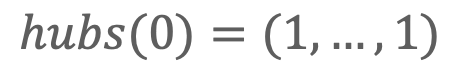 hubs(0) = (1, ..., 1)